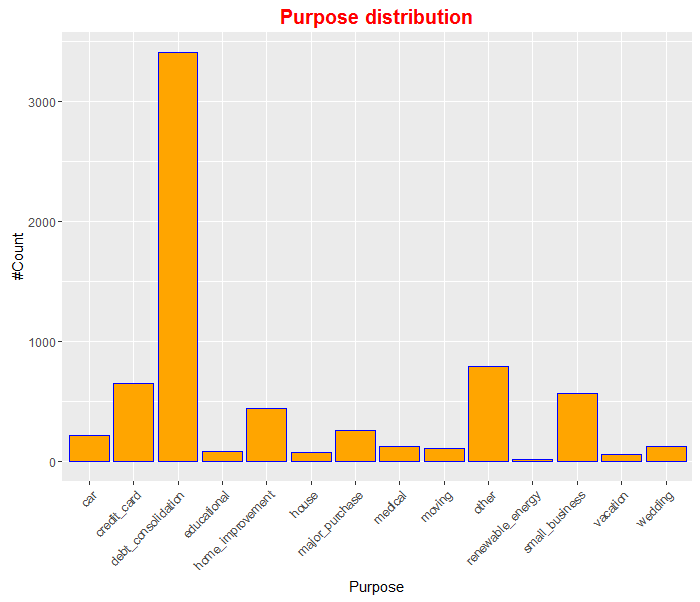 Purpose distribution
3000
2000
1000
0
#Count
car
credit_card
debt_consolidation
educational
home_improvement
house
major_purchase
medical
moving
other
renewable_energy
small_business
vacation
wedding
Purpose